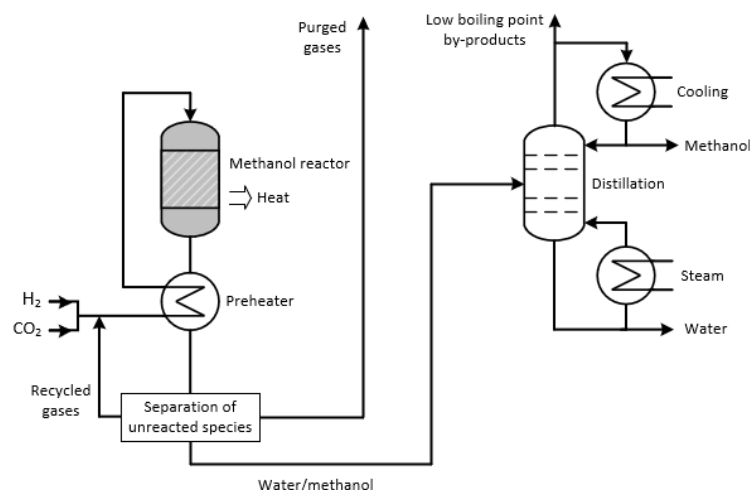 Purged
gases
Low boiling point
by-products
Cooling
Methanol
Methanol reactor
Heat
Distillation
H₂
CO₂
Preheater
Steam
Water
Recycled
gases
Separation of
unreacted species
Water/methanol